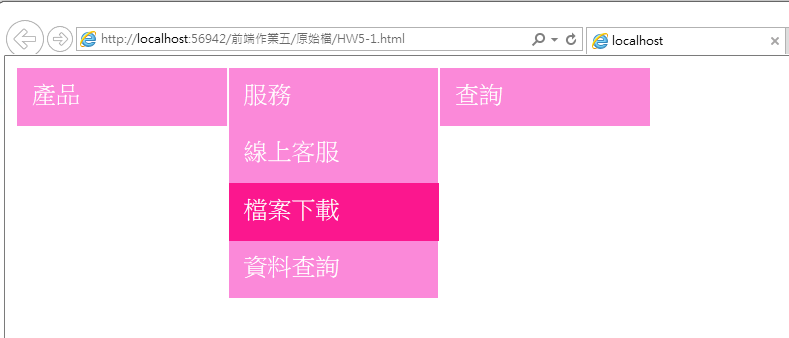 http://localhost:56942/前端作業五/原始檔/HW5-1.html
localhost
產品
服務
查詢
線上客服
檔案下載
資料查詢